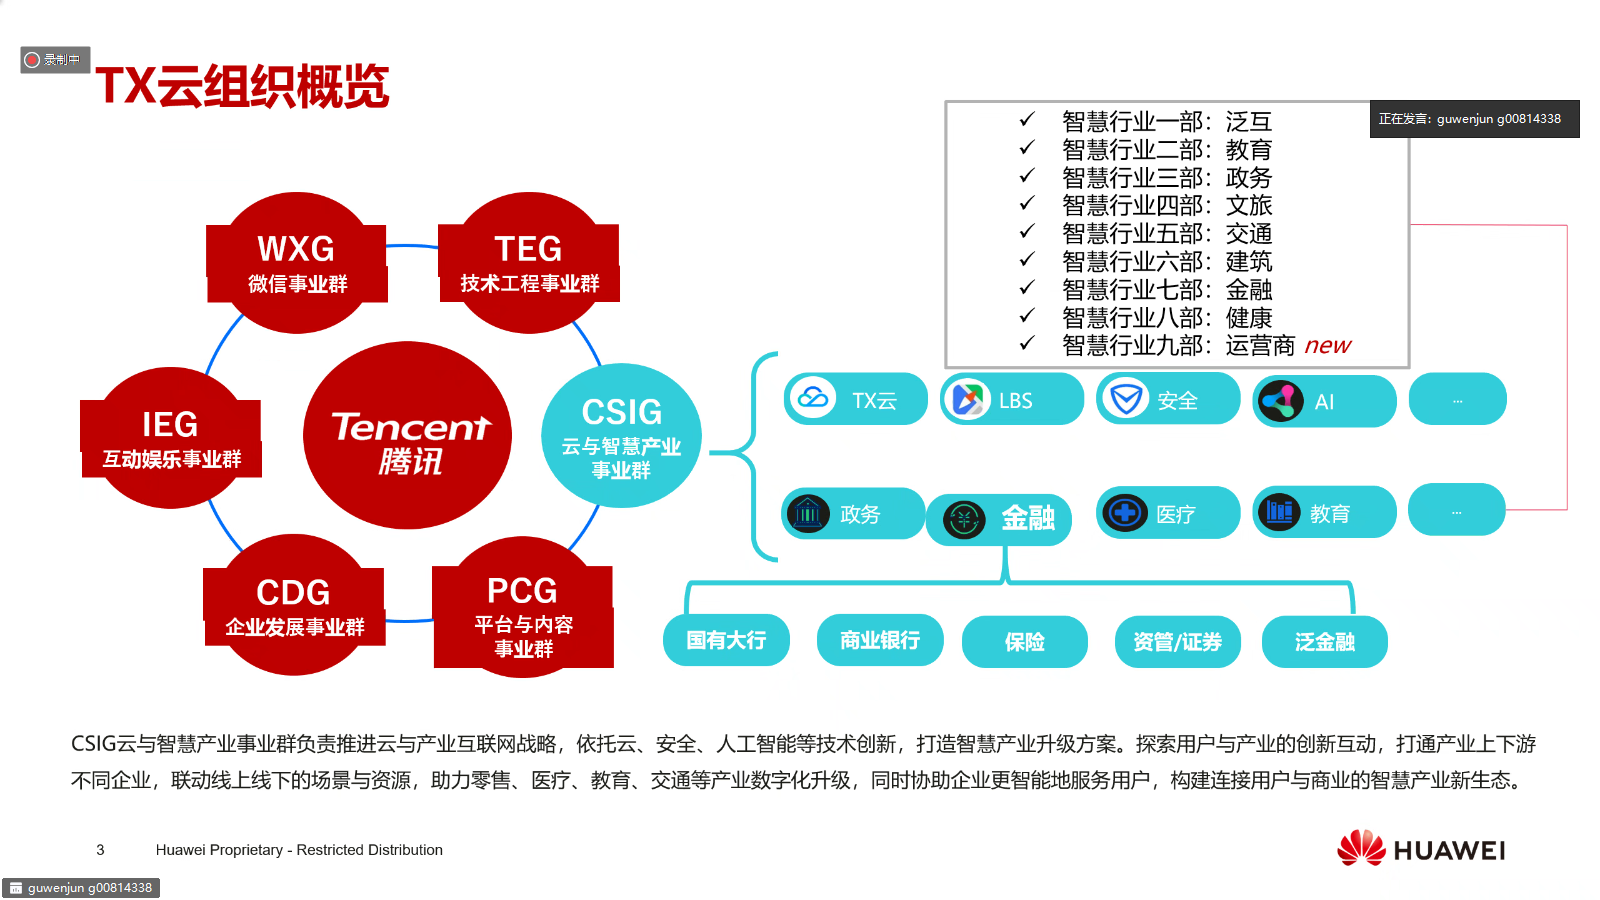 录制中
TX云组织概览
正在发言: guwenjun g00814338
智慧行业一部：泛互
智慧行业二部：教育
智慧行业三部：政务
智慧行业四部：文旅
智慧行业五部：交通
智慧行业六部：建筑
智慧行业七部：金融
智慧行业八部：健康
智慧行业九部：运营商 new
WXG
微信事业群
TEG
技术工程事业群
IEG
互动娱乐事业群
Tencent
腾讯
CSIG
云与智慧产业
事业群
CDG
企业发展事业群
PCG
平台与内容
事业群
TX云
LBS
安全
AI
...
政务
金融
医疗
教育
...
国有大行
商业银行
保险
资管/证券
泛金融
CSIG云与智慧产业事业群负责推进云与产业互联网战略，依托云、安全、人工智能等技术创新，打造智慧产业升级方案。探索用户与产业的创新互动，打通产业上下游
不同企业，联动线上线下的场景与资源，助力零售、医疗、教育、交通等产业数字化升级，同时协助企业更智能地服务用户，构建连接用户与商业的智慧产业新生态。
3
Huawei Proprietary - Restricted Distribution
HUAWEI
guwenjun g00814338